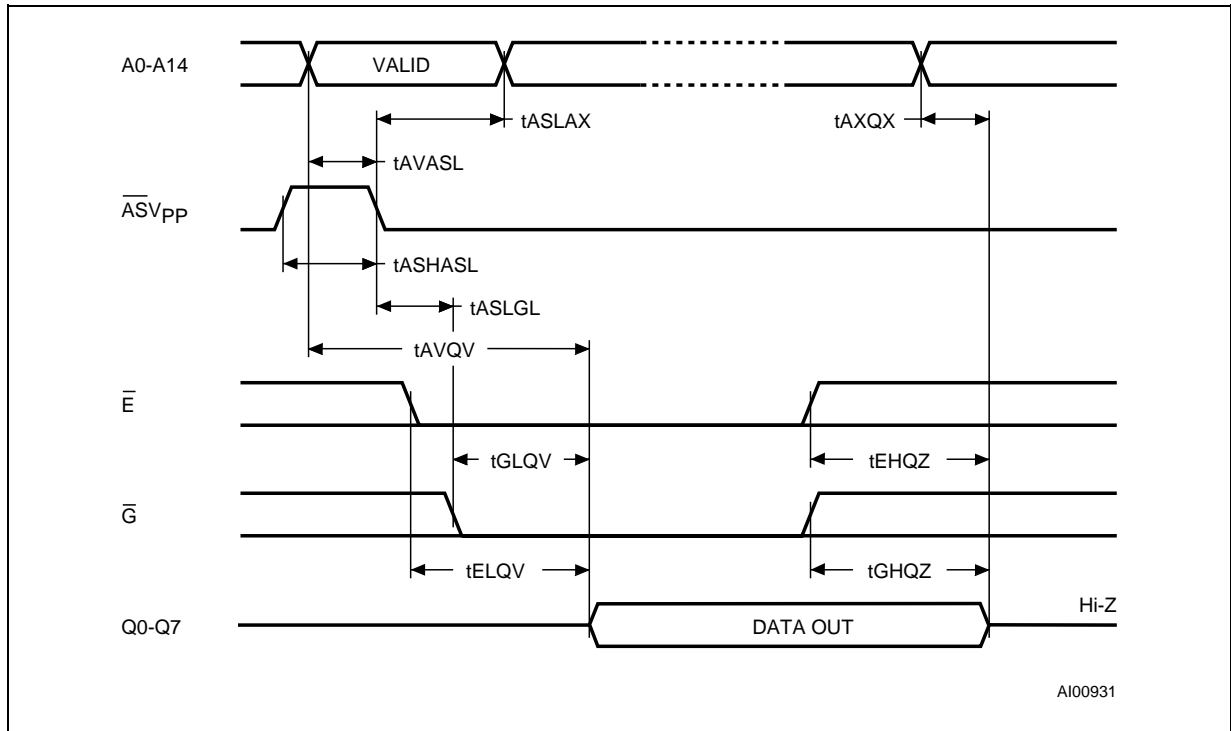 A0-A14
VALID
tASLAX
tAXQX
tAVASL
ASVPP
tASHASL
tASLGL
tAVQV
E
tGLQV
tEHQZ
G
tELQV
tGHQZ
Hi-Z
Q0-Q7
DATA OUT
AI00931